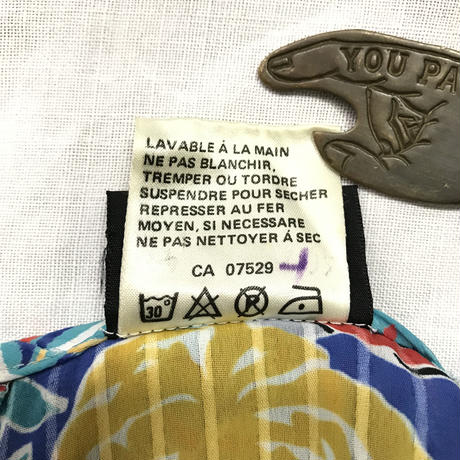 YOU PA
LAVABLE Á LA MAIN
NE PAS BLANCHIR,
TREMPER OU TORDRE
SUSPENDRE POUR SECHER
REPRESSER AU FER
MOYEN, SI NECESSAIRE
NE PAS NETTOYER Á SEC
CA 07529
30°
R